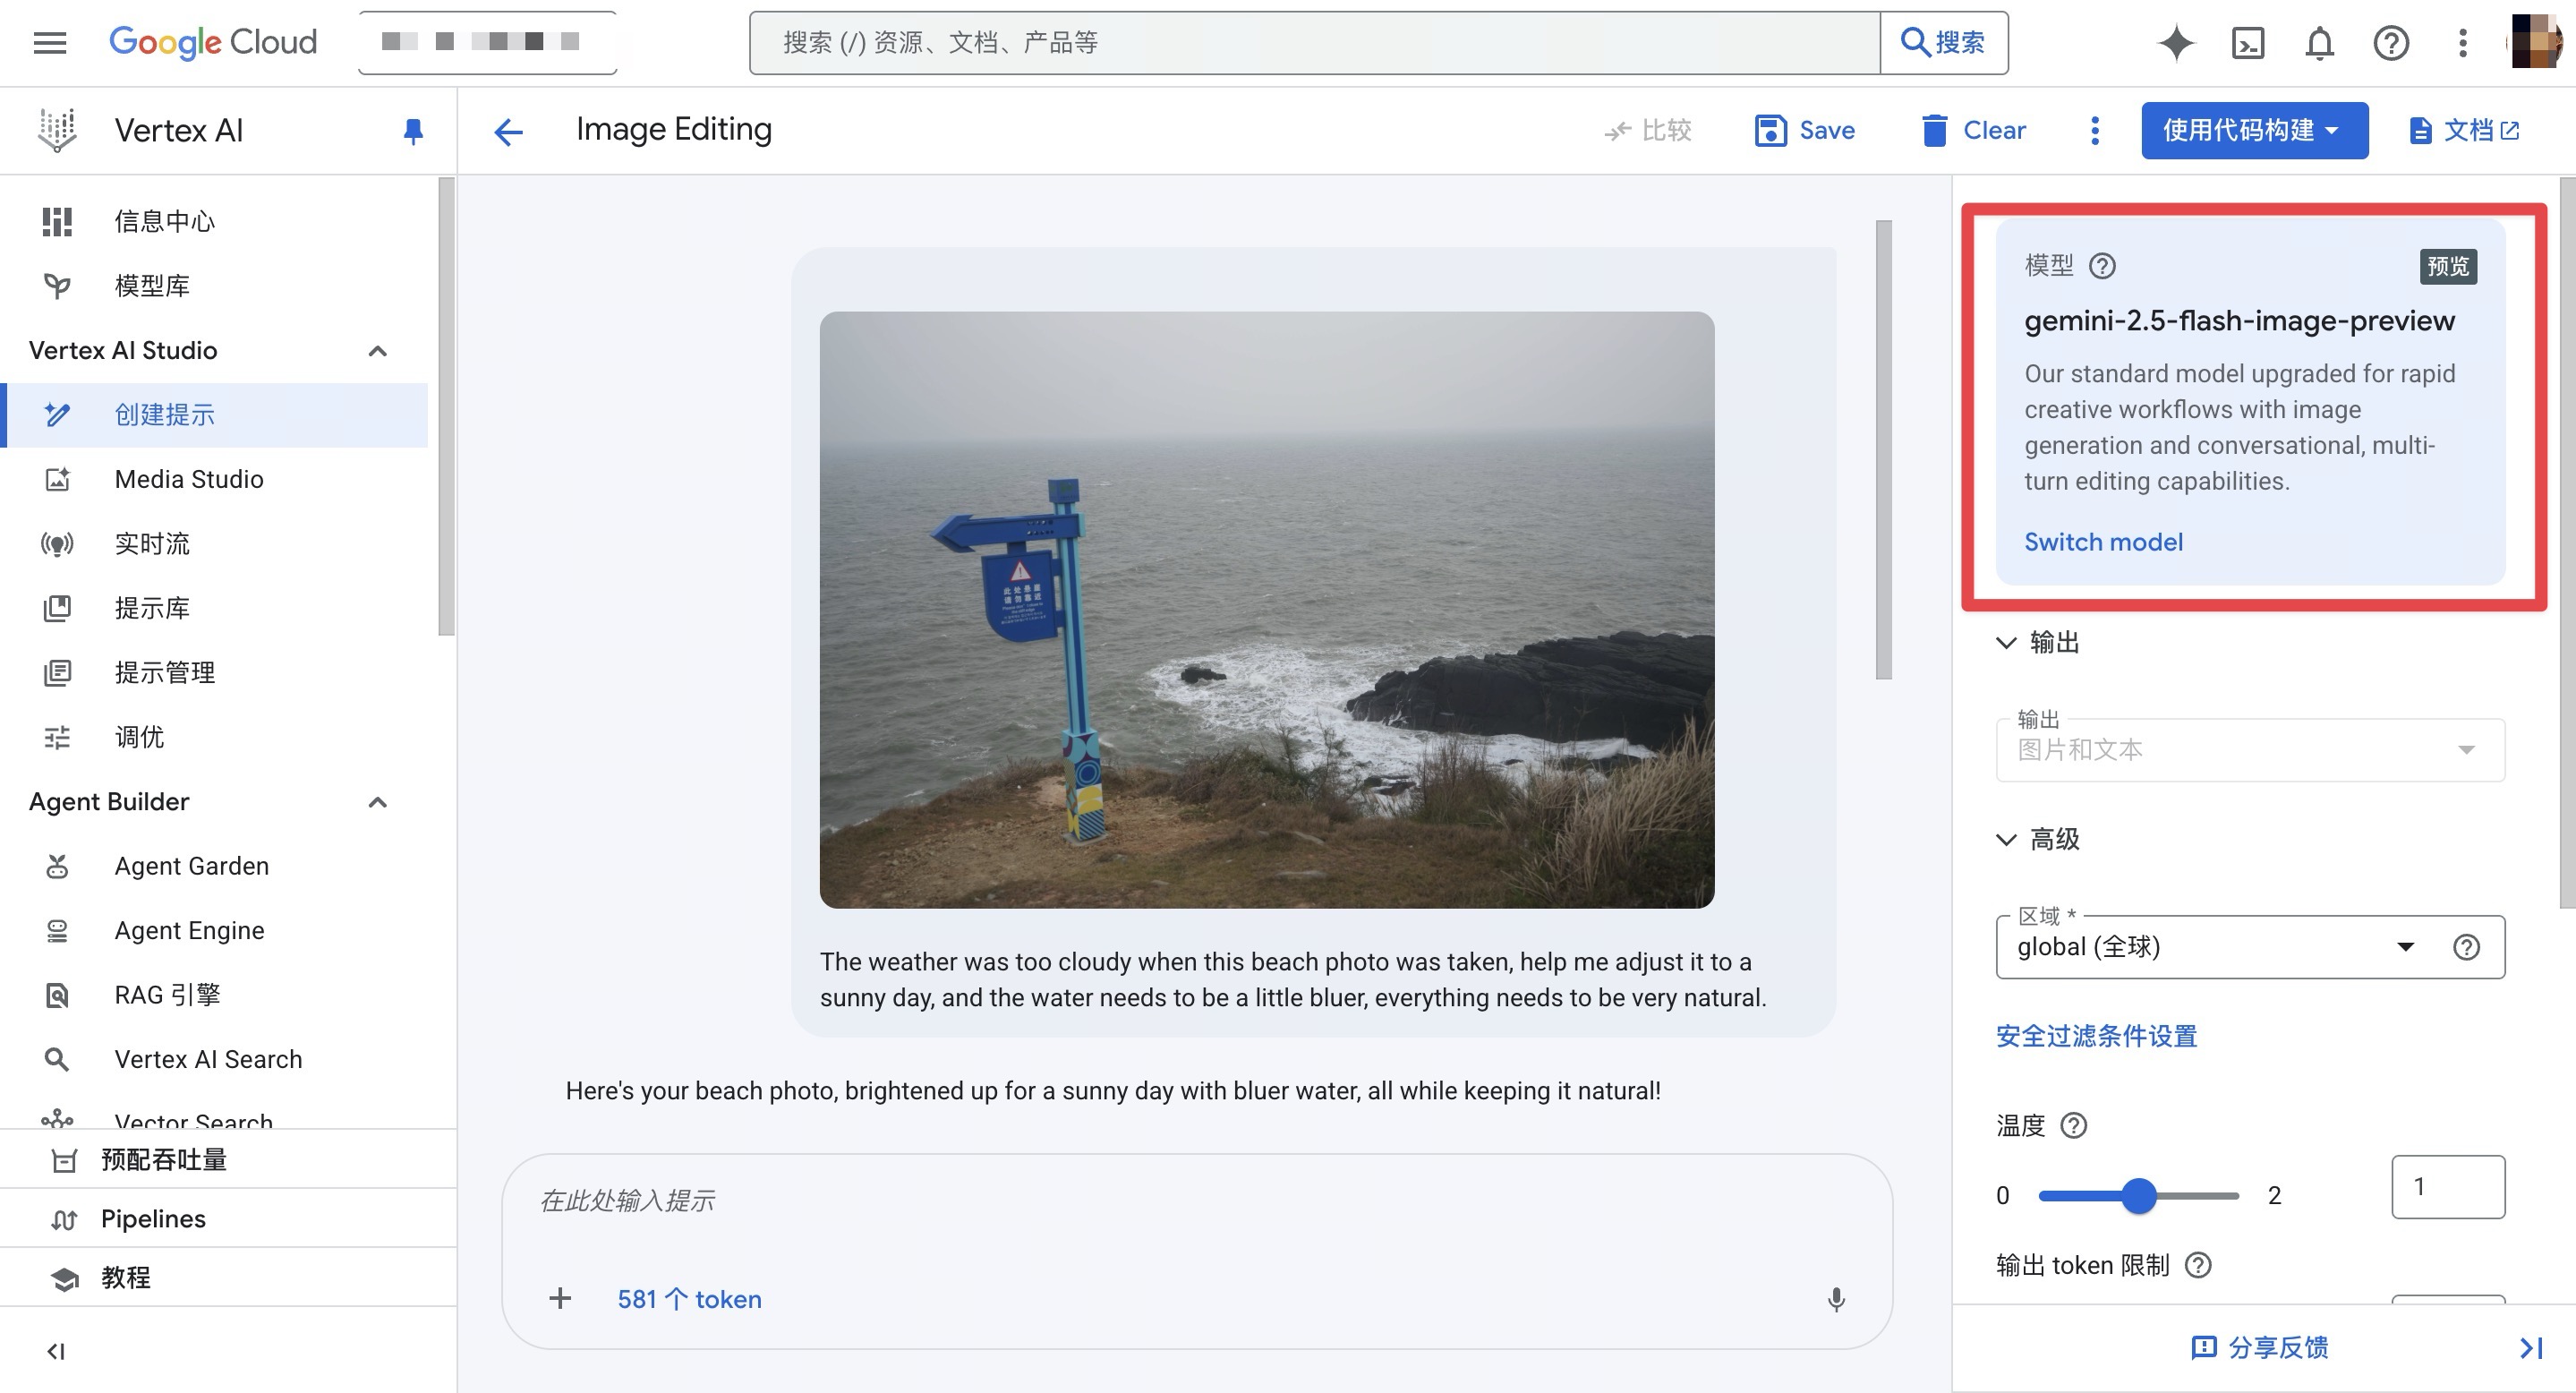 Google Cloud
搜索 (/) 资源、文档、产品等
搜索
Vertex AI
Image Editing
比较
Save
Clear
使用代码构建
文档
信息中心
模型库
Vertex AI Studio
创建提示
Media Studio
实时流
提示库
提示管理
调优
Agent Builder
Agent Garden
Agent Engine
RAG 引擎
Vertex AI Search
Vector Search
预配吞吐量
Pipelines
教程
此处悬崖
请勿靠近
The weather was too cloudy when this beach photo was taken, help me adjust it to a
sunny day, and the water needs to be a little bluer, everything needs to be very natural.
Here's your beach photo, brightened up for a sunny day with bluer water, all while keeping it natural!
在此处输入提示
581 个 token
模型
预览
gemini-2.5-flash-image-preview
Our standard model upgraded for rapid
creative workflows with image
generation and conversational, multi-
turn editing capabilities.
Switch model
输出
输出
图片和文本
高级
区域 *
global (全球)
安全过滤条件设置
温度
0
2
1
输出 token 限制
分享反馈